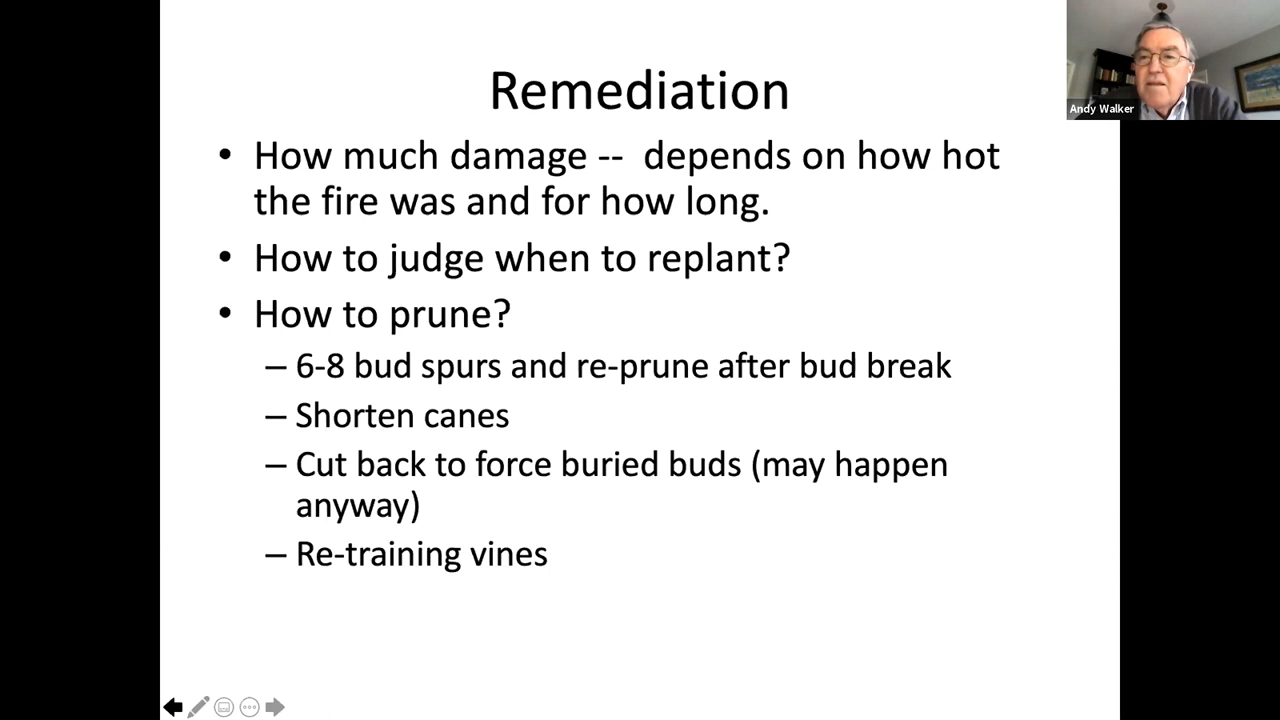 Remediation
• How much damage -- depends on how hot
the fire was and for how long.
• How to judge when to replant?
• How to prune?
– 6-8 bud spurs and re-prune after bud break
– Shorten canes
– Cut back to force buried buds (may happen
anyway)
– Re-training vines
Andy Walker